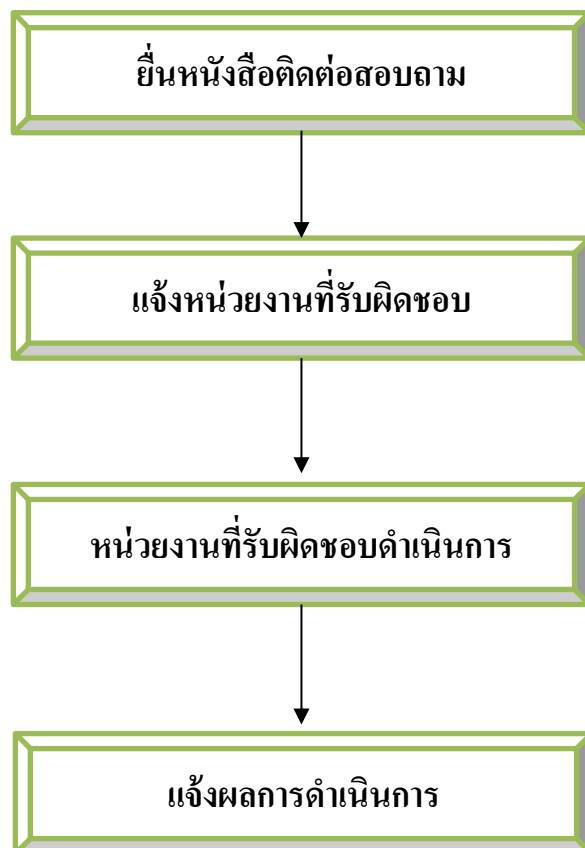 ยื่นหนังสือติดต่อสอบถาม
แจ้งหน่วยงานที่รับผิดชอบ
หน่วยงานที่รับผิดชอบดำเนินการ
แจ้งผลการดำเนินการ